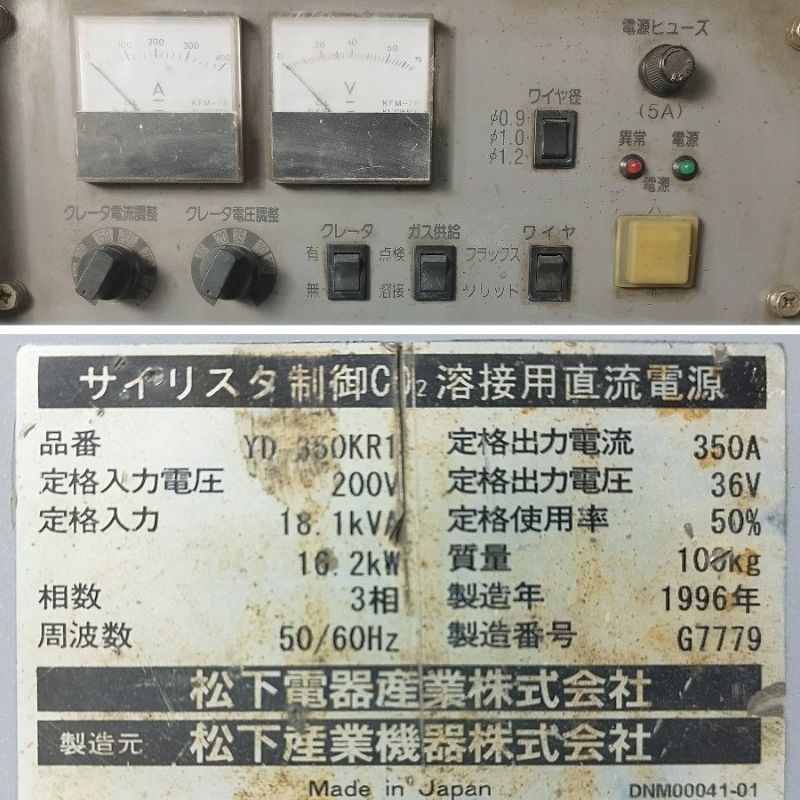 電源ヒューズ
(5A)
0 100 200 300 400
A
KFM-78
0 20 40 60 75
V
KFM-78
ワイヤ径
φ0.9
φ1.0
φ1.2
異常 電源
電源
クレータ電流調整
クレータ電圧調整
クレータ
有
無
ガス供給
点検
溶接
ワイヤ
フラックス
ソリッド
サイリスタ制御CO₂溶接用直流電源
品番 YD-350KR1 定格出力電流 350A
定格入力電圧 200V 定格出力電圧 36V
定格入力 18.1kVA 定格使用率 50%
16.2kW 質量 kg
相数 3相 製造年 1996年
周波数 50/60Hz 製造番号 G7779
松下電器産業株式会社
製造元 松下産業機器株式会社
Made in Japan DNM00041-01